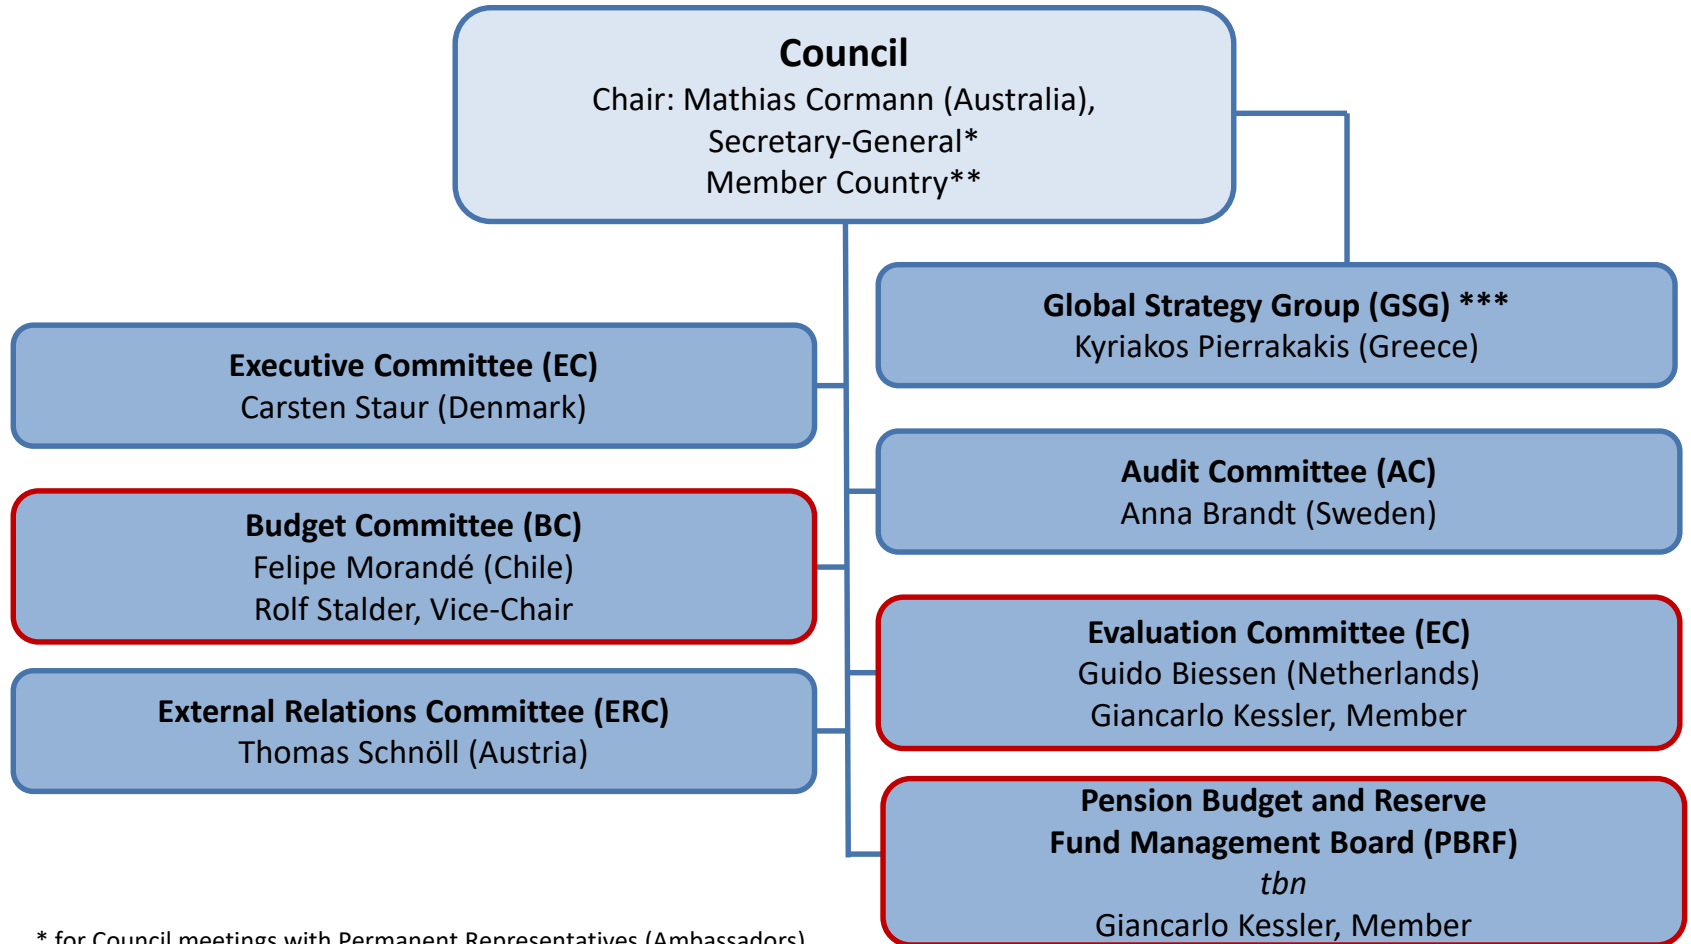 Council
Chair: Mathias Cormann (Australia),
Secretary-General*
Member Country**
Global Strategy Group (GSG) ***
Kyriakos Pierrakakis (Greece)
Executive Committee (EC)
Carsten Staur (Denmark)
Audit Committee (AC)
Anna Brandt (Sweden)
Budget Committee (BC)
Felipe Morandé (Chile)
Rolf Stalder, Vice-Chair
Evaluation Committee (EC)
Guido Biessen (Netherlands)
Giancarlo Kessler, Member
External Relations Committee (ERC)
Thomas Schnöll (Austria)
Pension Budget and Reserve
Fund Management Board (PBRF)
tbn
Giancarlo Kessler, Member
* for Council meetings with Permanent Representatives (Ambassadors)